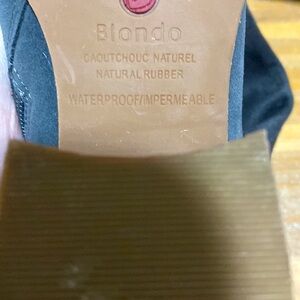 Blondo
CAOUTCHOUC NATUREL
NATURAL RUBBER
WATERPROOF/IMPERMEABLE